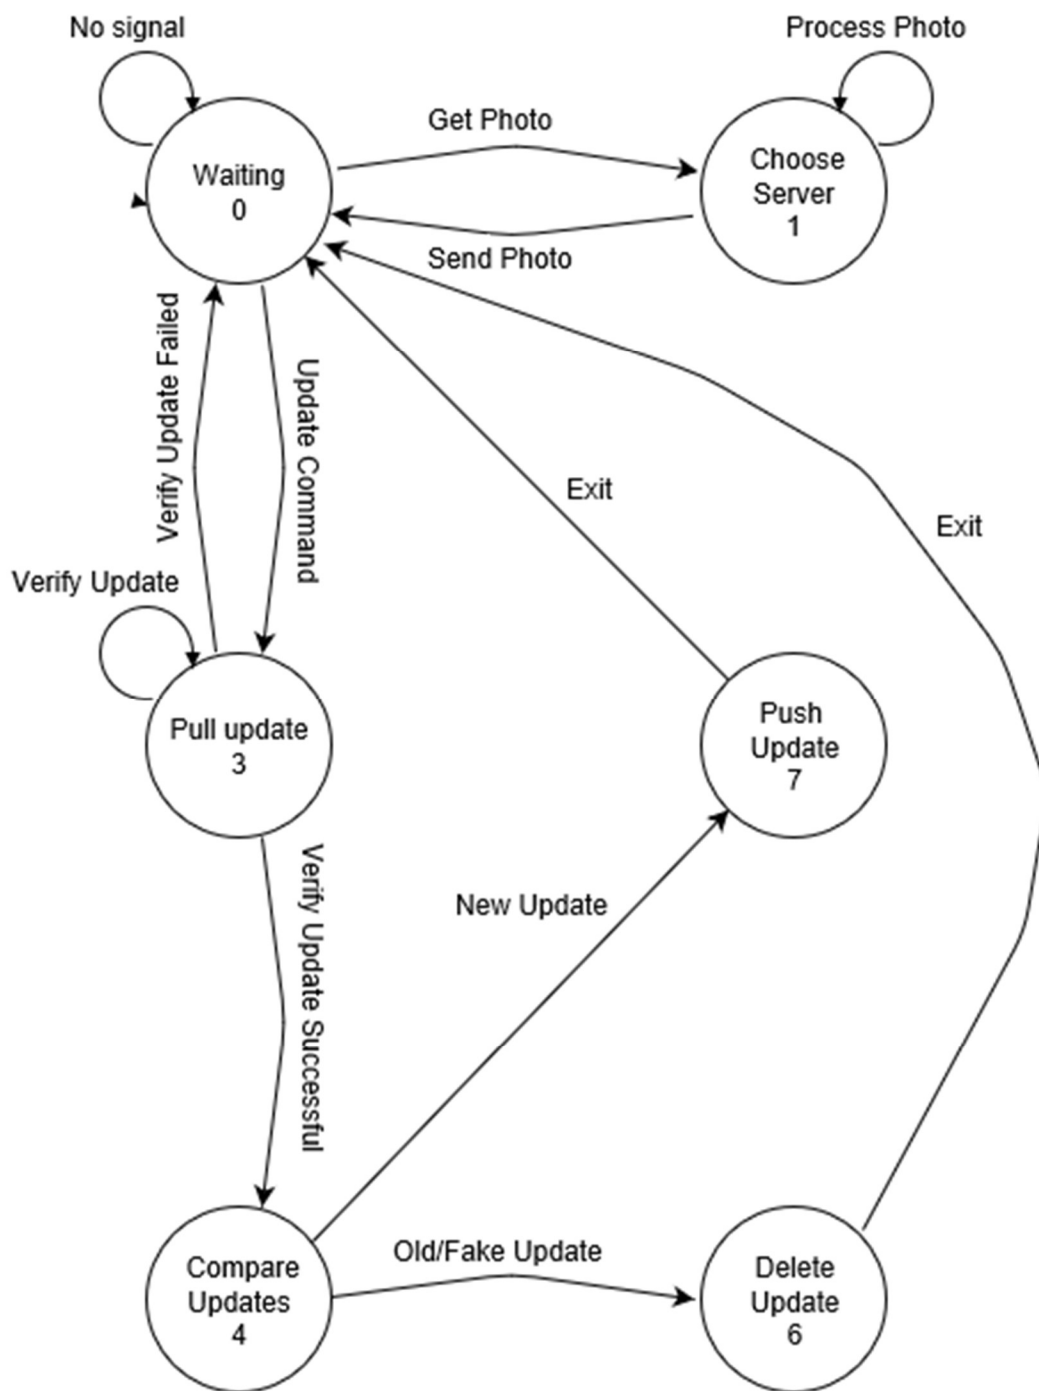 No signal
Process Photo
Get Photo
Waiting
0
Choose
Server
1
Send Photo
Verify Update Failed
Update Command
Exit
Exit
Verify Update
Pull update
3
Push
Update
7
Verify Update Successful
New Update
Old/Fake Update
Compare
Updates
4
Delete
Update
6